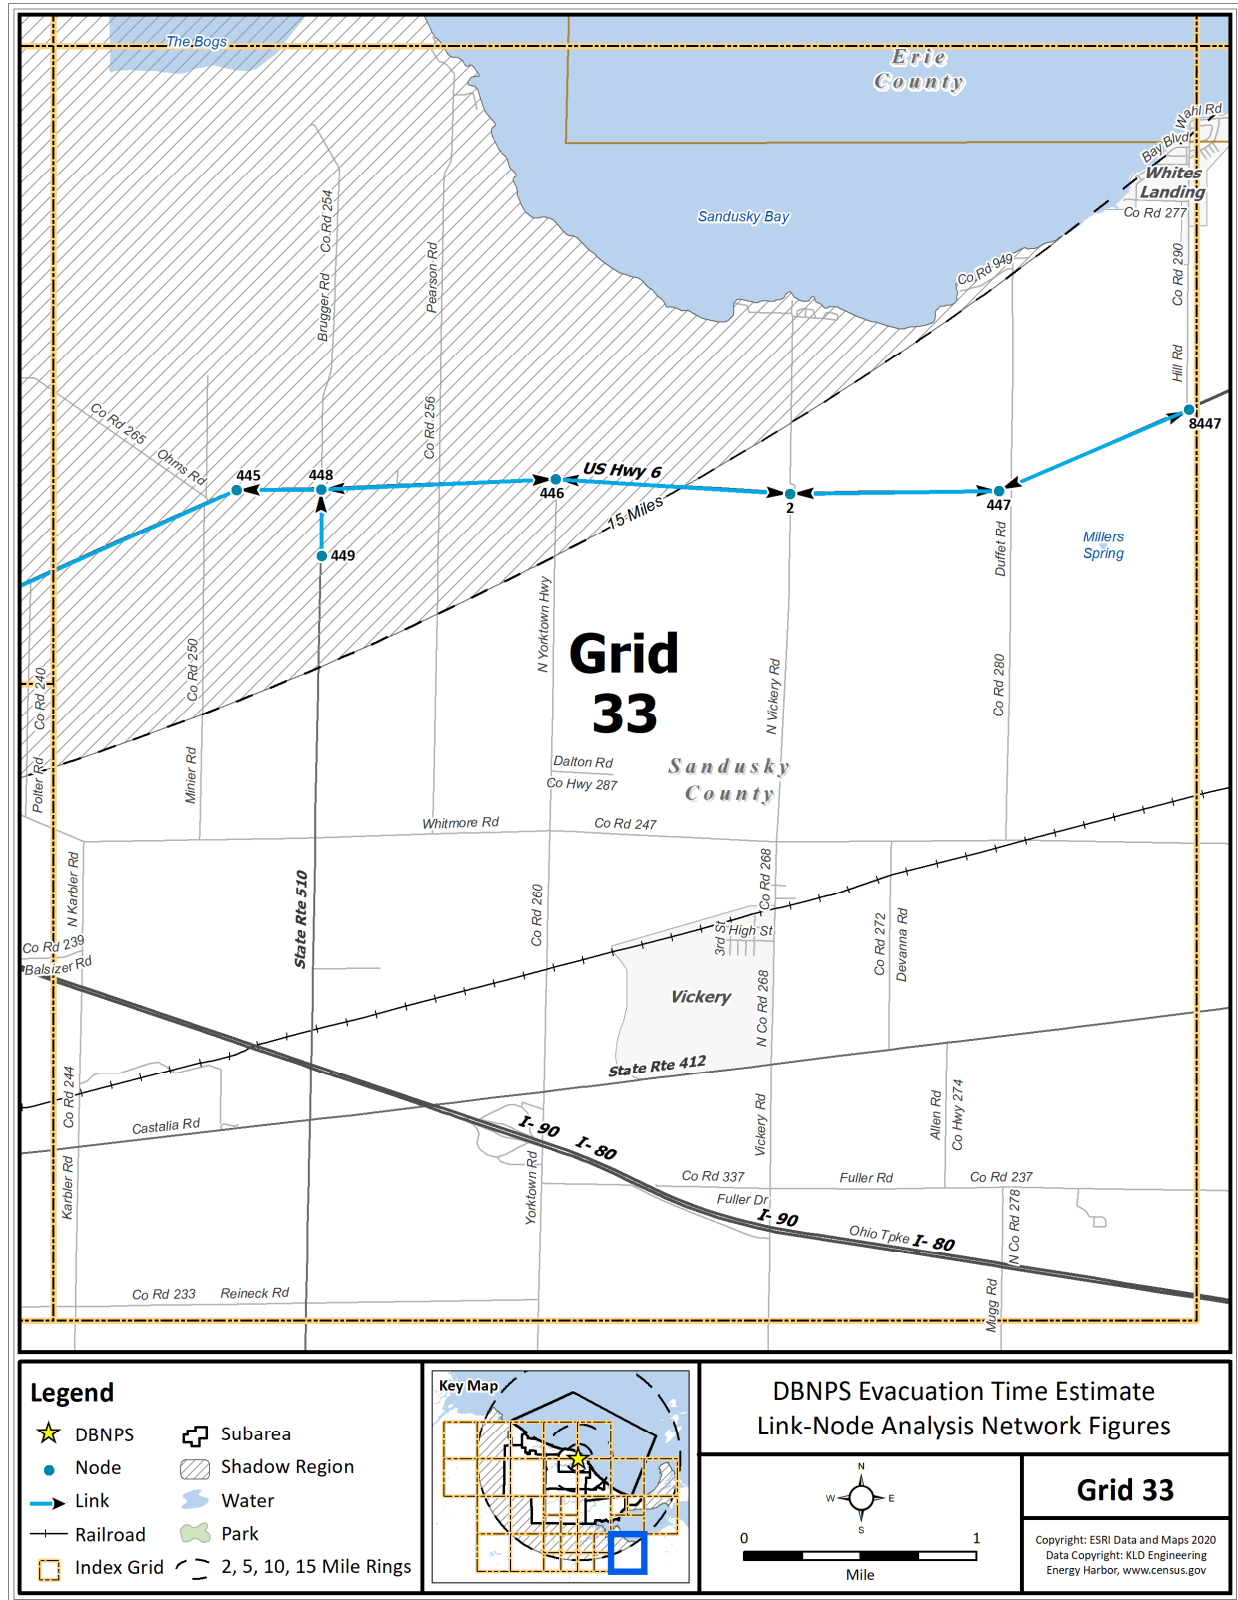 The Bogs
Erie
County
Wahl Rd
Bay Blvd
Whites
Landing
Co Rd 277
Sandusky Bay
Co Rd 254
Brugger Rd
Pearson Rd
Co Rd 949
Co Rd 290
Hill Rd
Co Rd 265
Ohms Rd
Co Rd 256
8447
445
448
US Hwy 6
446
2
447
15 Miles
449
Duffet Rd
Millers
Spring
N Yorktown Hwy
Grid
33
Co Rd 240
Co Rd 250
N Vickery Rd
Co Rd 280
Polter Rd
Minier Rd
Dalton Rd
Co Hwy 287
Sandusky
County
Whitmore Rd
Co Rd 247
N Karbler Rd
State Rte 510
Co Rd 260
Co Rd 268
3rd St
High St
Co Rd 272
Devanna Rd
Co Rd 239
Balsizer Rd
Vickery
N Co Rd 268
State Rte 412
Co Rd 244
Castalia Rd
I- 90
I- 80
Vickery Rd
Allen Rd
Co Hwy 274
Karbler Rd
Yorktown Rd
Co Rd 337
Fuller Rd
Co Rd 237
Fuller Dr
I- 90
Ohio Tpke
I- 80
N Co Rd 278
Co Rd 233
Reineck Rd
Mugg Rd
Legend
DBNPS
Subarea
Node
Shadow Region
Link
Water
Railroad
Park
Index Grid
2, 5, 10, 15 Mile Rings
Key Map
DBNPS Evacuation Time Estimate
Link-Node Analysis Network Figures
N
W
E
S
0
1
Mile
Grid 33
Copyright: ESRI Data and Maps 2020
Data Copyright: KLD Engineering
Energy Harbor, www.census.gov